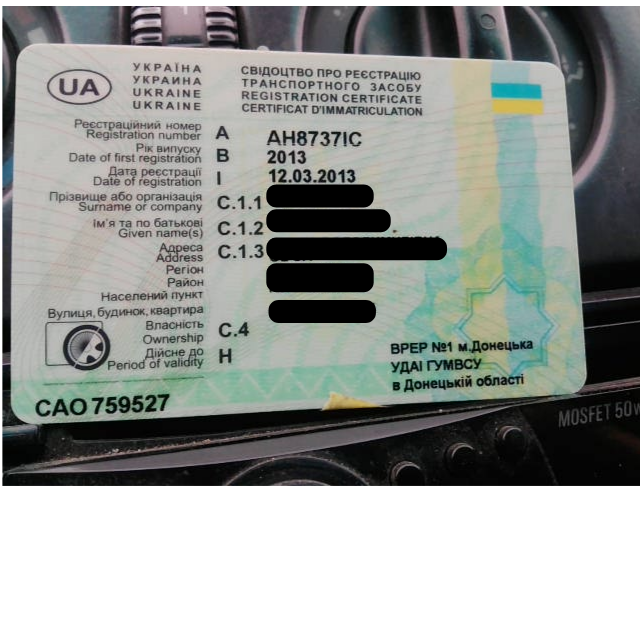 UA
УКРАЇНА
УКРАИНА
UKRAINE
UKRAINE
СВІДОЦТВО ПРО РЕЄСТРАЦІЮ
ТРАНСПОРТНОГО ЗАСОБУ
REGISTRATION CERTIFICATE
CERTIFICAT D'IMMATRICULATION
Реєстраційний номер
Registration number A AH8737IC
Рік випуску
Date of first registration B 2013
Дата реєстрації
Date of registration I 12.03.2013
Прізвище або організація
Surname or company C.1.1
Ім'я та по батькові
Given name(s) C.1.2
Адреса
Address C.1.3
Регіон
Район
Населений пункт
Вулиця, будинок, квартира
Власність
Ownership C.4
Дійсне до
Period of validity H
ВРЕР №1 м.Донецька
УДАІ ГУМВСУ
в Донецькій області
САО 759527
MOSFET 50W